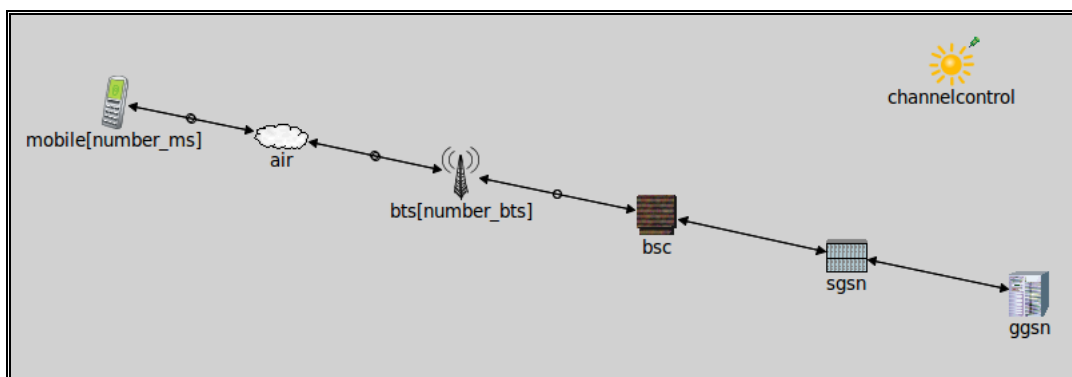 channelcontrol
mobile[number_ms]
air
bts[number_bts]
bsc
sgsn
ggsn